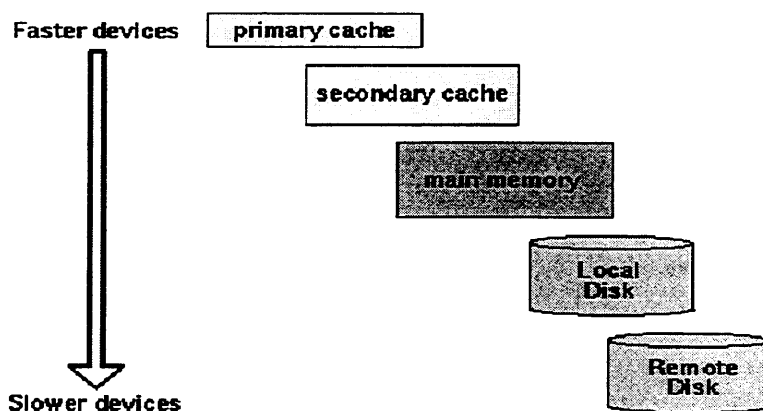 Faster devices
primary cache
secondary cache
main memory
Local
Disk
Remote
Disk
Slower devices